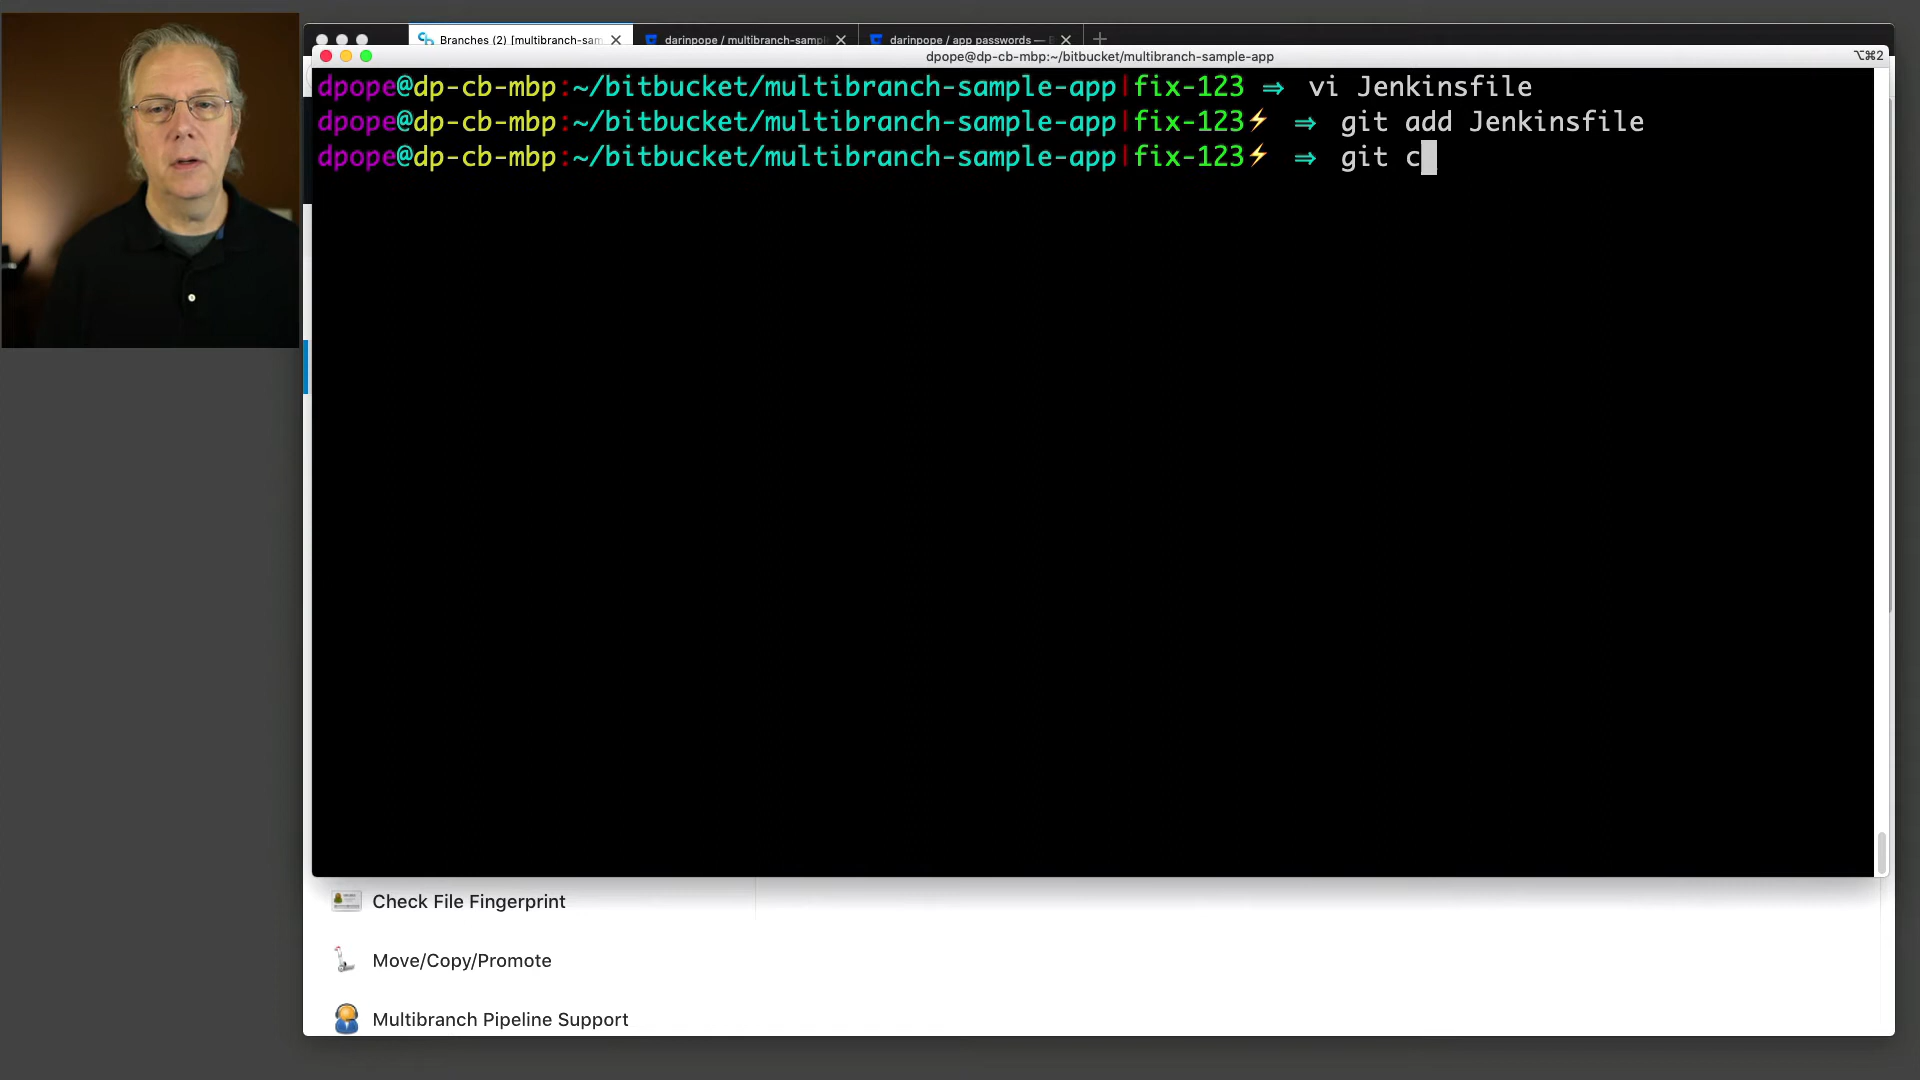 Branches (2) [multibranch-sam
darinpope / multibranch-sampl
darinpope / app passwords —
dpope@dp-cb-mbp:~/bitbucket/multibranch-sample-app
⌥⌘2
dpope@dp-cb-mbp:~/bitbucket/multibranch-sample-app|fix-123 ⇒ vi Jenkinsfile
dpope@dp-cb-mbp:~/bitbucket/multibranch-sample-app|fix-123⚡ ⇒ git add Jenkinsfile
dpope@dp-cb-mbp:~/bitbucket/multibranch-sample-app|fix-123⚡ ⇒ git c
Check File Fingerprint
Move/Copy/Promote
Multibranch Pipeline Support